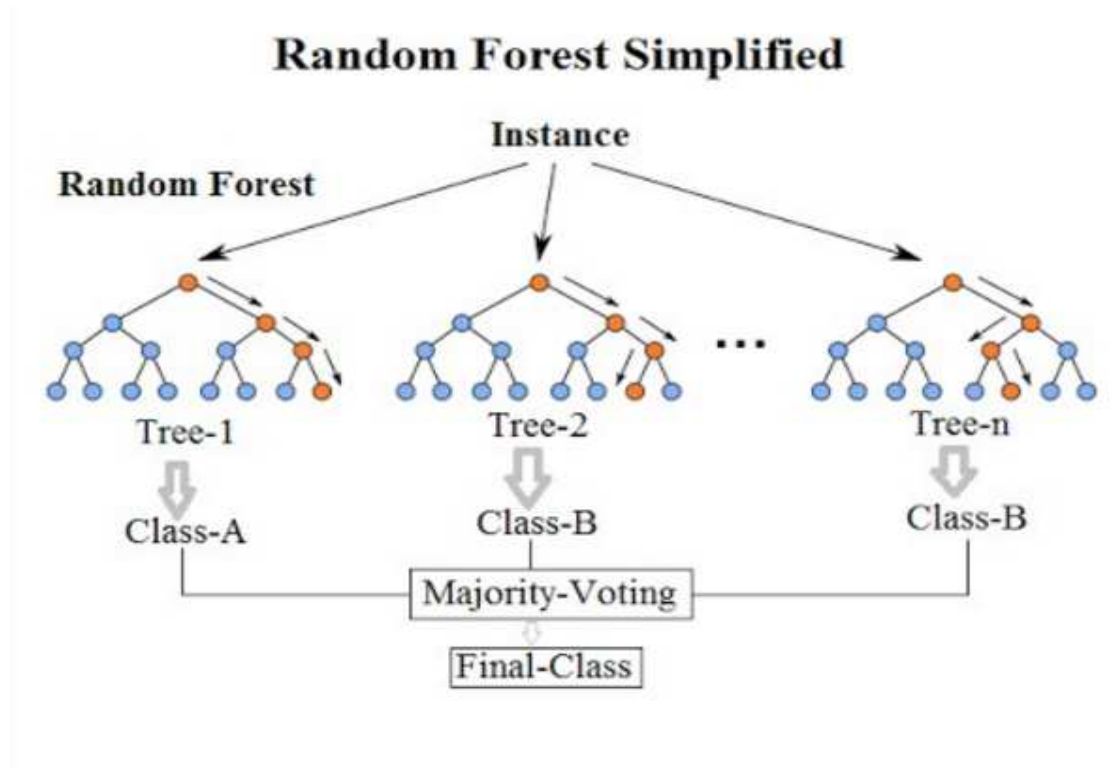 Random Forest Simplified
Instance
Random Forest
...
Tree-1
Tree-2
Tree-n
Class-A
Class-B
Class-B
Majority-Voting
Final-Class